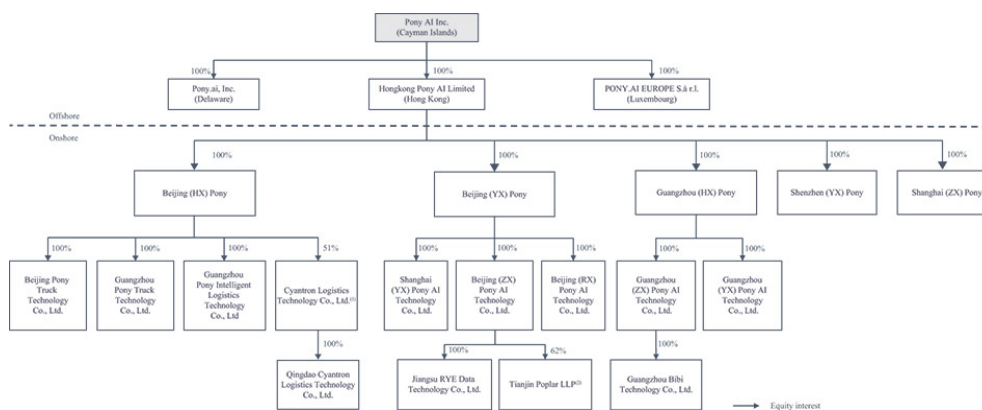 Pony AI Inc.
(Cayman Islands)
100%
100%
100%
Pony.ai, Inc.
(Delaware)
Hongkong Pony AI Limited
(Hong Kong)
PONY.AI EUROPE S.à r.l.
(Luxembourg)
Offshore
Onshore
100%
100%
100%
100%
100%
Beijing (HX) Pony
Beijing (YX) Pony
Guangzhou (HX) Pony
Shenzhen (YX) Pony
Shanghai (ZX) Pony
100%
100%
100%
51%
100%
100%
100%
100%
100%
Beijing Pony
Truck
Technology
Co., Ltd.
Guangzhou
Pony Truck
Technology
Co., Ltd.
Guangzhou
Pony Intelligent
Logistics
Technology
Co., Ltd
Cyantron Logistics
Technology Co., Ltd.(1)
Shanghai
(YX) Pony AI
Technology
Co., Ltd.
Beijing (ZX)
Pony AI
Technology
Co., Ltd.
Beijing (RX)
Pony AI
Technology
Co., Ltd.
Guangzhou
(ZX) Pony AI
Technology
Co., Ltd.
Guangzhou
(YX) Pony AI
Technology
Co., Ltd.
100%
100%
62%
100%
Qingdao Cyantron
Logistics Technology
Co., Ltd.
Jiangsu RYE Data
Technology Co., Ltd.
Tianjin Poplar LLP(2)
Guangzhou Bibi
Technology Co., Ltd.
Equity interest